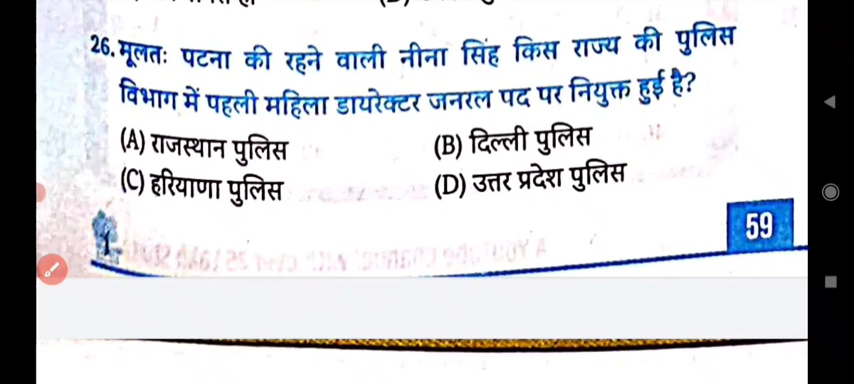 26. मूलतः पटना की रहने वाली नीना सिंह किस राज्य की पुलिस
विभाग में पहली महिला डायरेक्टर जनरल पद पर नियुक्त हुई है?
(A) राजस्थान पुलिस (B) दिल्ली पुलिस
(C) हरियाणा पुलिस (D) उत्तर प्रदेश पुलिस
59